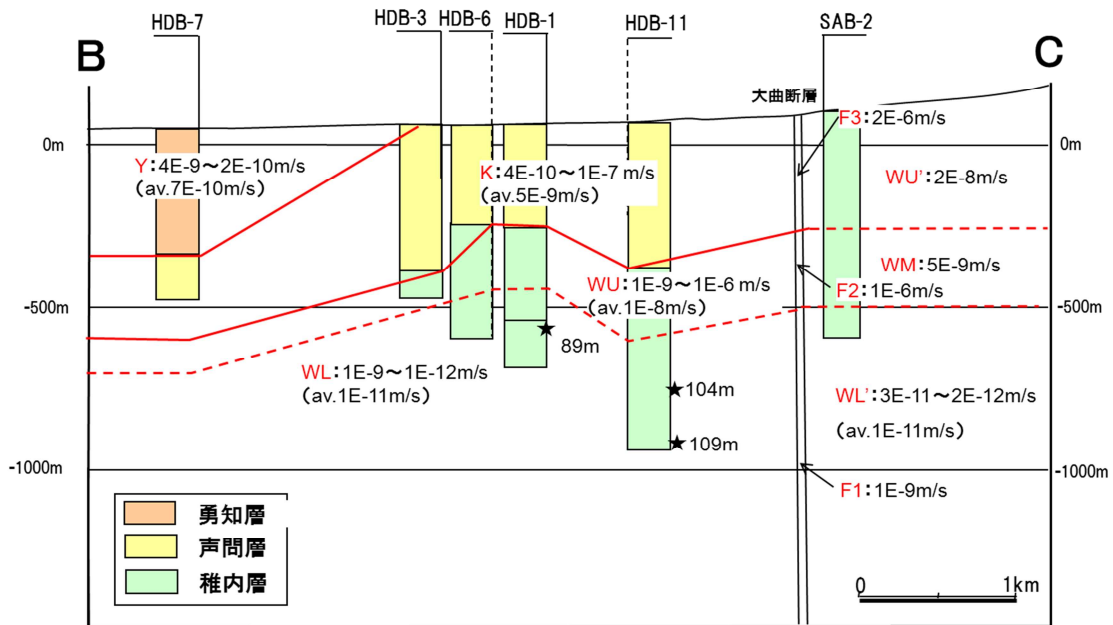 HDB-7
HDB-3
HDB-6
HDB-1
HDB-11
SAB-2
B
C
大曲断層
F3：2E-6m/s
0m
0m
Y：4E-9～2E-10m/s
(av.7E-10m/s)
K：4E-10～1E-7 m/s
(av.5E-9m/s)
WU’：2E-8m/s
WM：5E-9m/s
WU：1E-9～1E-6 m/s
(av.1E-8m/s)
F2：1E-6m/s
-500m
-500m
★
89m
WL：1E-9～1E-12m/s
(av.1E-11m/s)
★104m
WL’：3E-11～2E-12m/s
(av.1E-11m/s)
★109m
-1000m
-1000m
F1：1E-9m/s
勇知層
声問層
稚内層
0
1km